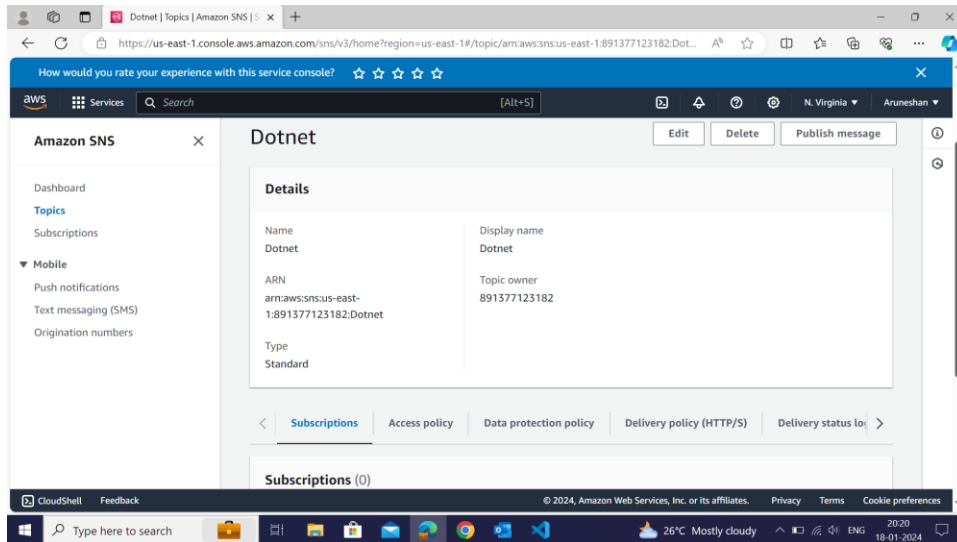 Dotnet | Topics | Amazon SNS | S
https://us-east-1.console.aws.amazon.com/sns/v3/home?region=us-east-1#/topic/arn:aws:sns:us-east-1:891377123182:Dot...
How would you rate your experience with this service console?
aws Services Search [Alt+S] N. Virginia Aruneshan
Amazon SNS
Dashboard
Topics
Subscriptions
Mobile
Push notifications
Text messaging (SMS)
Origination numbers
Dotnet
Edit Delete Publish message
Details
Name
Dotnet
ARN
arn:aws:sns:us-east-
1:891377123182:Dotnet
Type
Standard
Display name
Dotnet
Topic owner
891377123182
Subscriptions Access policy Data protection policy Delivery policy (HTTP/S) Delivery status log
Subscriptions (0)
CloudShell Feedback © 2024, Amazon Web Services, Inc. or its affiliates. Privacy Terms Cookie preferences
Type here to search 26°C Mostly cloudy ENG
20:20
18-01-2024